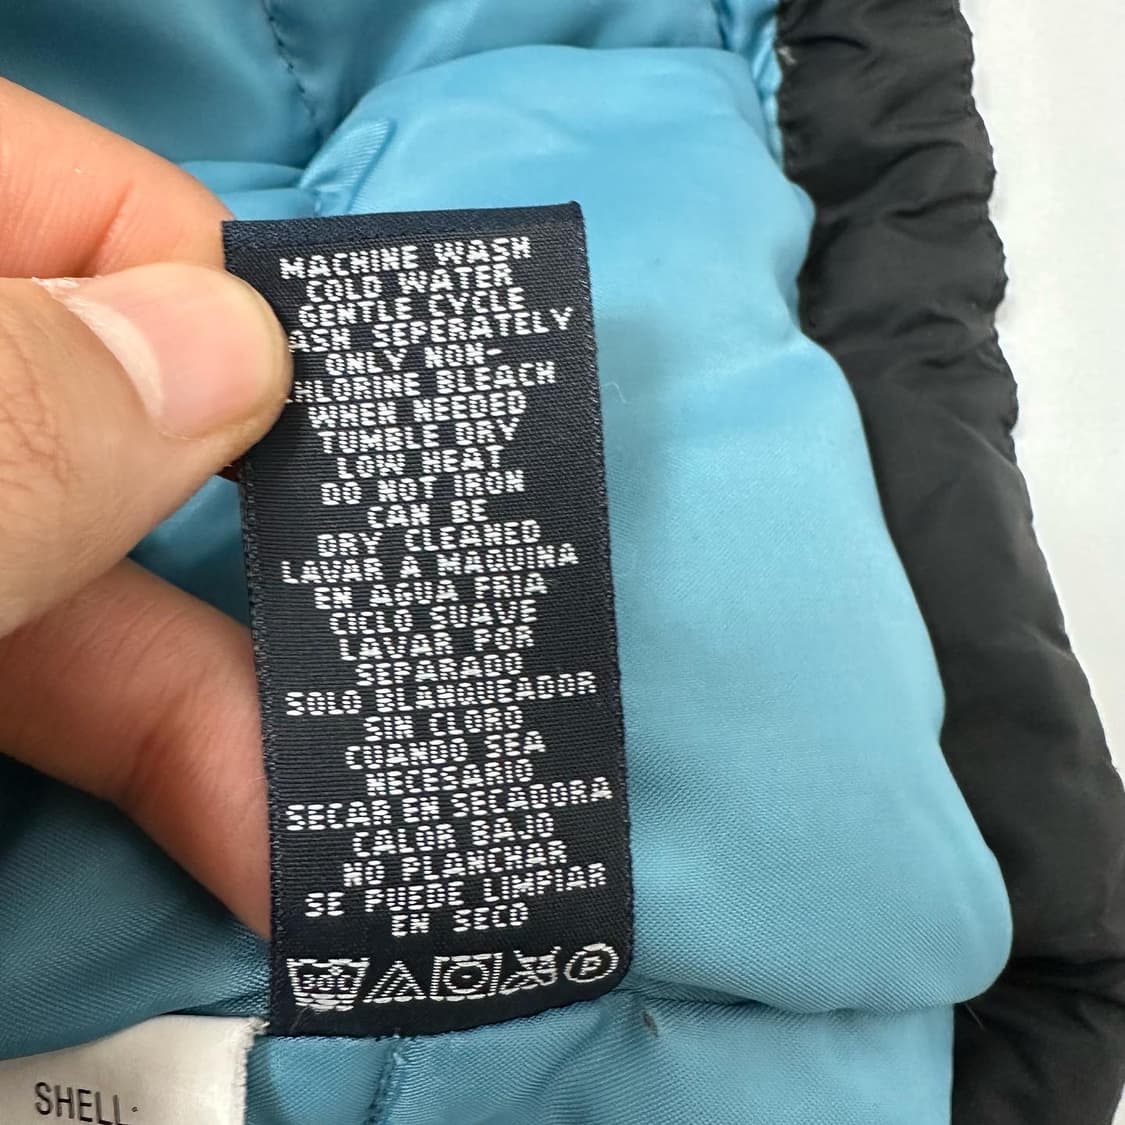 MACHINE WASH
COLD WATER
GENTLE CYCLE
ASH SEPERATELY
ONLY NON-
HLORINE BLEACH
WHEN NEEDED
TUMBLE DRY
LOW HEAT
DO NOT IRON
CAN BE
DRY CLEANED
LAVAR A MAQUINA
EN AGUA FRIA
CICLO SUAVE
LAVAR POR
SEPARADO
SOLO BLANQUEADOR
SIN CLORO
CUANDO SEA
NECESARIO
SECAR EN SECADORA
CALOR BAJO
NO PLANCHAR
SE PUEDE LIMPIAR
EN SECO
30C
P
SHELL: